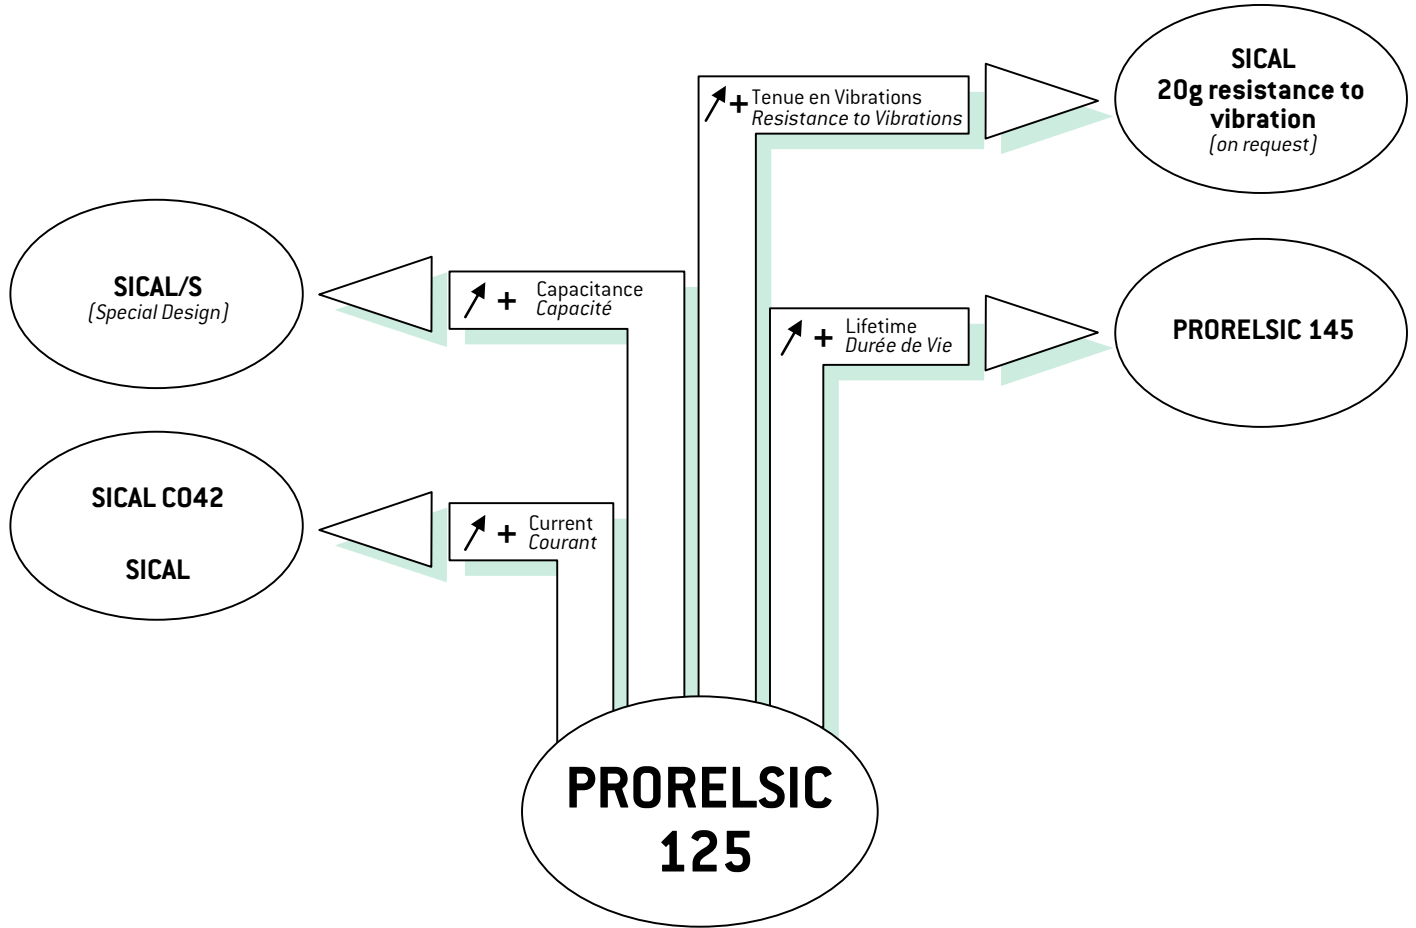 SICAL
20g resistance to
vibration
(on request)
+ Tenue en Vibrations
Resistance to Vibrations
SICAL/S
(Special Design)
+ Capacitance
Capacité
+ Lifetime
Durée de Vie
PRORELSIC 145
SICAL CO42
SICAL
+ Current
Courant
PRORELSIC
125